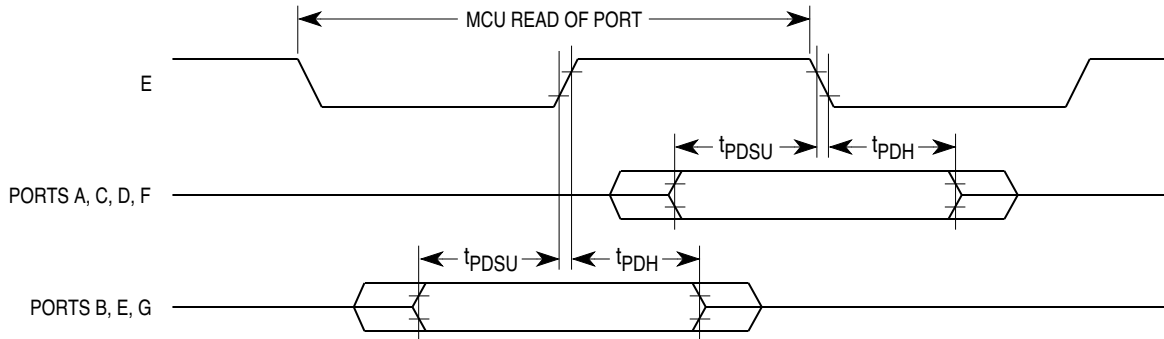 MCU READ OF PORT
E
tPDSU
tPDH
PORTS A, C, D, F
tPDSU
tPDH
PORTS B, E, G